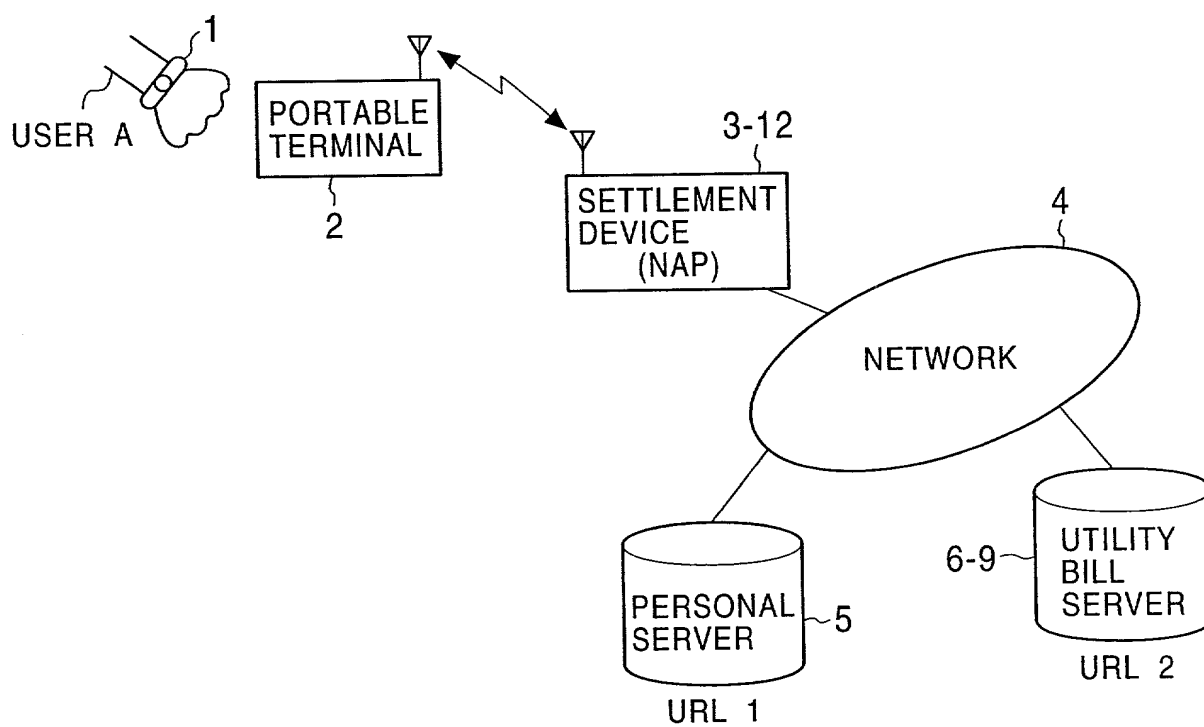 1
USER A
PORTABLE
TERMINAL
2
3-12
SETTLEMENT
DEVICE
(NAP)
4
NETWORK
PERSONAL
SERVER
5
URL 1
6-9
UTILITY
BILL
SERVER
URL 2